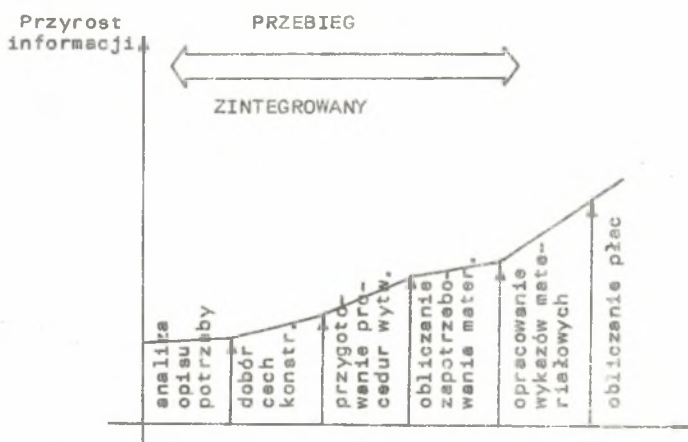 Przyrost
informacji
PRZEBIEG
ZINTEGROWANY
analiza
opisu
potrzeby
dobór
cech
konstr.
przygoto-
wanie pro-
cedur wytw.
obliczanie
zapotrzebo-
wania mater.
opracowanie
wykazów mate-
riałowych
obliczanie płac